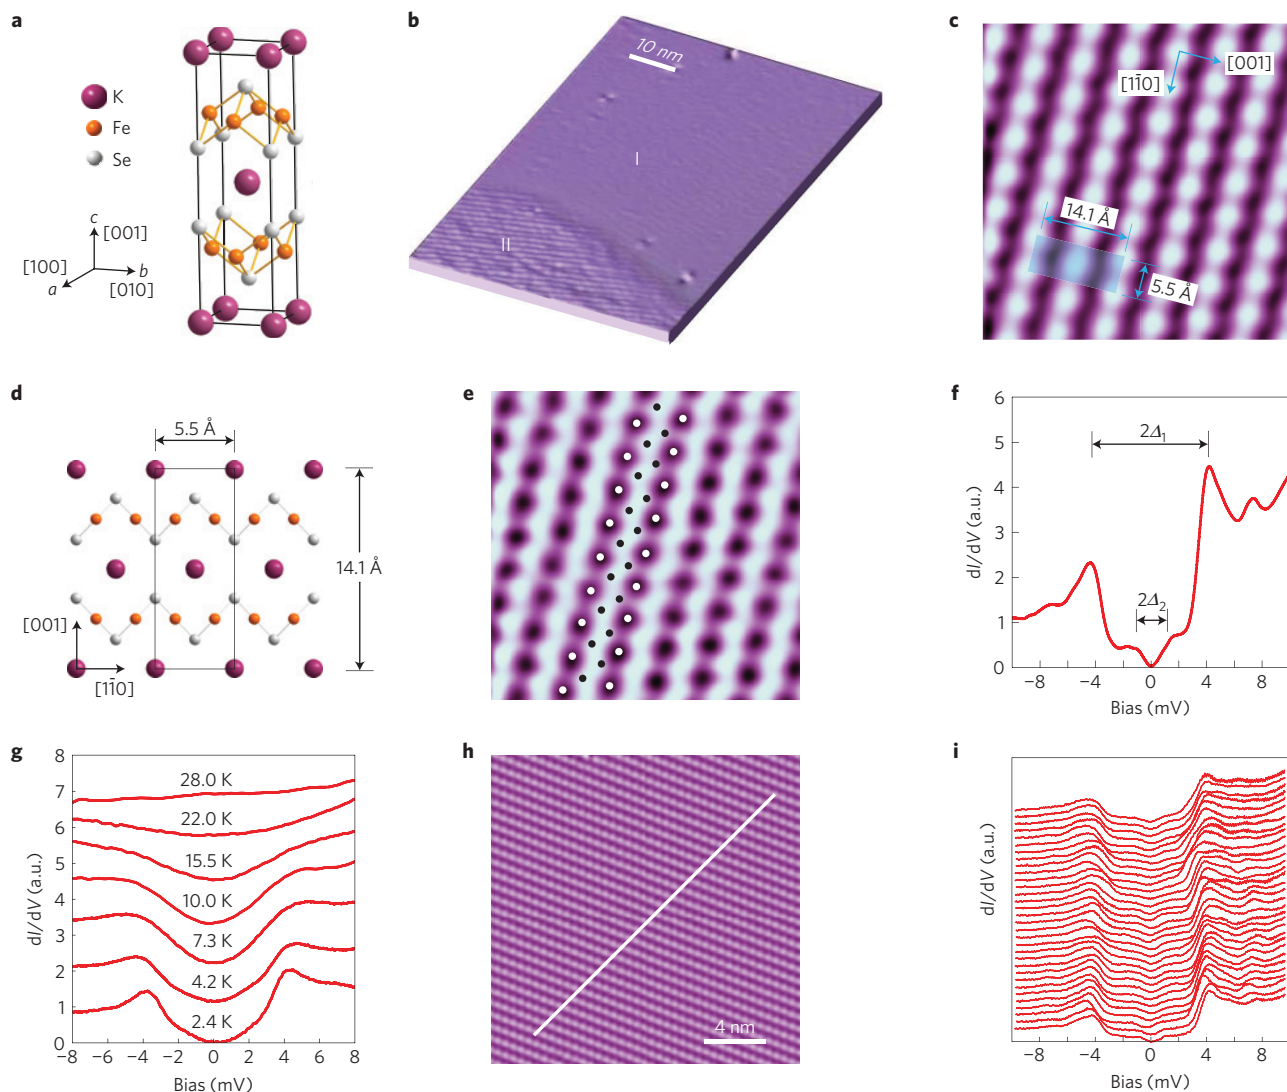 a
K
Fe
Se
c
[001]
[100]
a
b
[010]
b
10 nm
I
II
c
[001]
[11̄0]
14.1 Å
5.5 Å
d
5.5 Å
14.1 Å
[001]
[11̄0]
e
f
6
5
4
3
2
1
0
2Δ₁
2Δ₂
dI/dV (a.u.)
−8 −4 0 4 8
Bias (mV)
g
8
7
6
5
4
3
2
1
0
28.0 K
22.0 K
15.5 K
10.0 K
7.3 K
4.2 K
2.4 K
dI/dV (a.u.)
−8 −4 0 4 8
Bias (mV)
h
4 nm
i
dI/dV (a.u.)
−8 −4 0 4 8
Bias (mV)